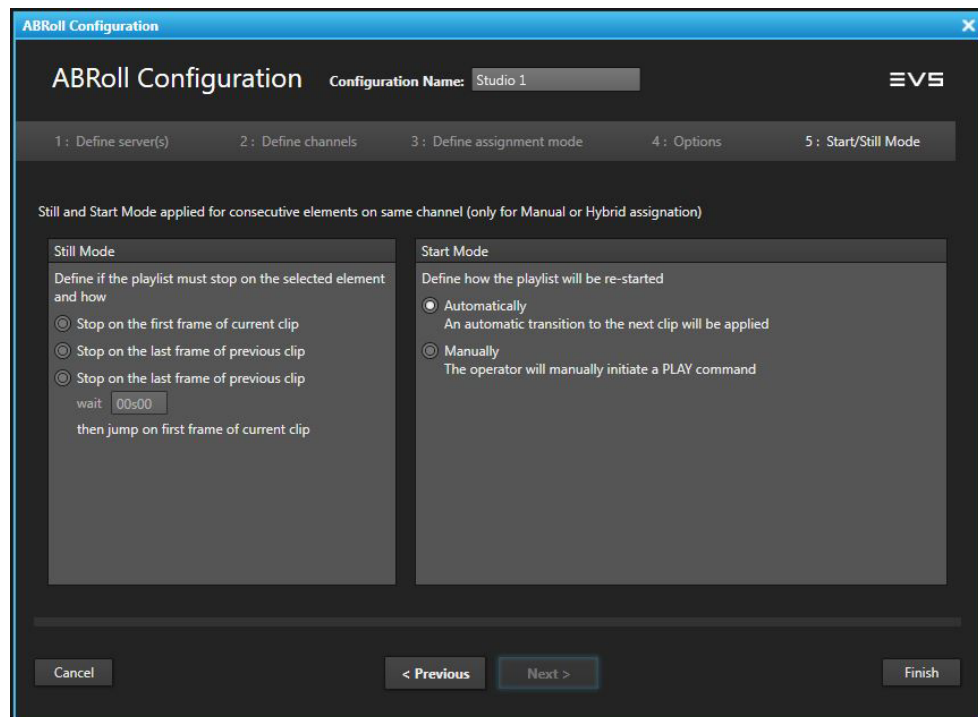 ABRoll Configuration
ABRoll Configuration Configuration Name: Studio 1 EVS
1 : Define server(s) 2 : Define channels 3 : Define assignment mode 4 : Options 5 : Start/Still Mode
Still and Start Mode applied for consecutive elements on same channel (only for Manual or Hybrid assignation)
Still Mode
Define if the playlist must stop on the selected element
and how
Stop on the first frame of current clip
Stop on the last frame of previous clip
Stop on the last frame of previous clip
wait 00s00
then jump on first frame of current clip
Start Mode
Define how the playlist will be re-started
Automatically
An automatic transition to the next clip will be applied
Manually
The operator will manually initiate a PLAY command
Cancel < Previous Next > Finish